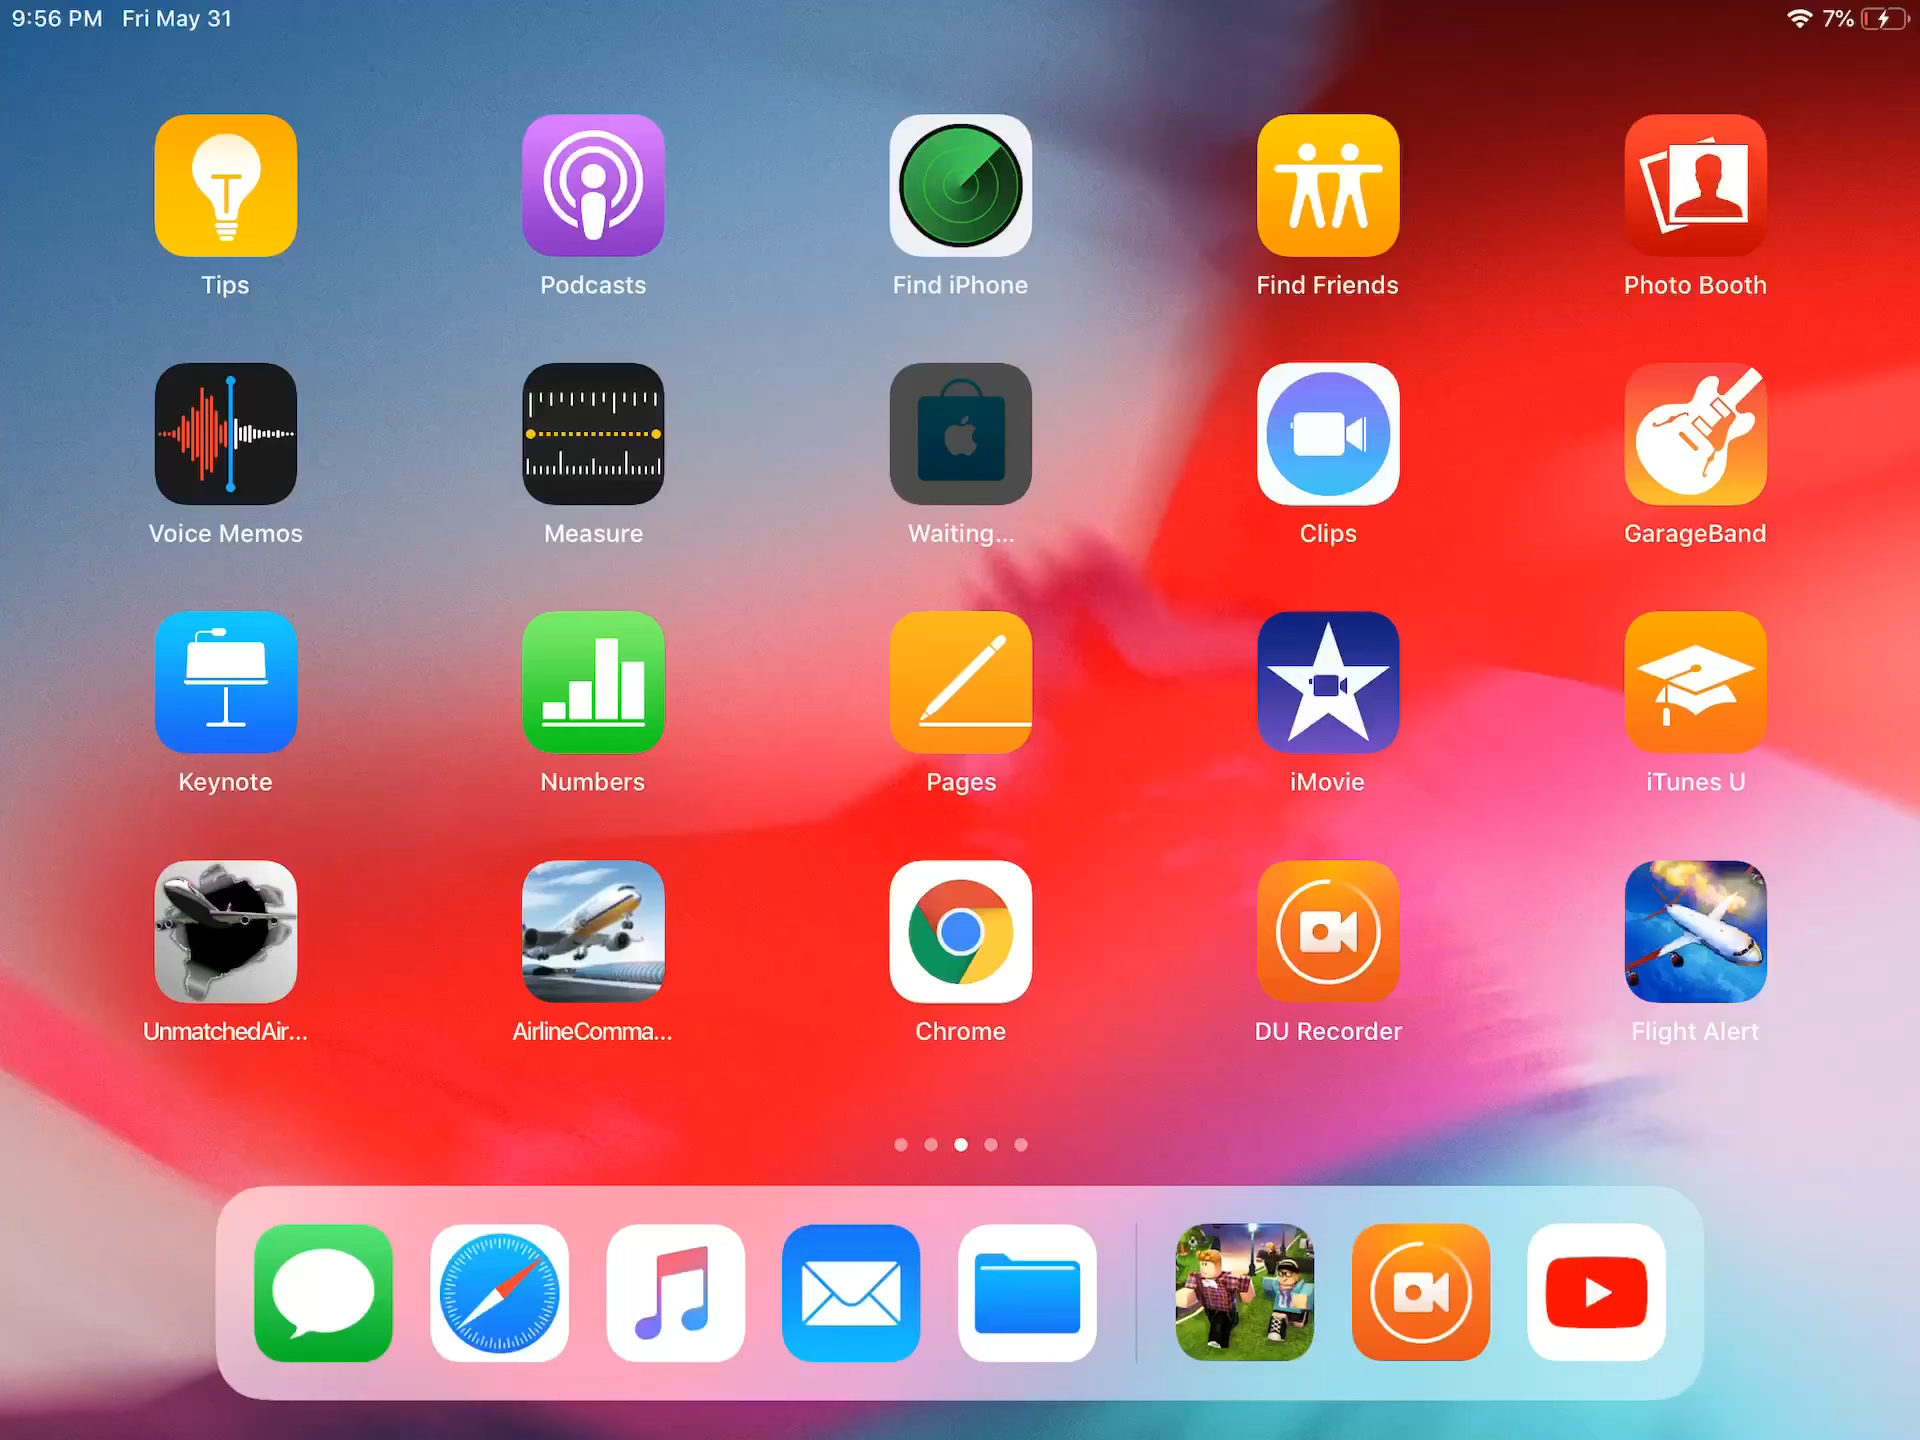 9:56 PM Fri May 31 7%
Tips Podcasts Find iPhone Find Friends Photo Booth
Voice Memos Measure Waiting... Clips GarageBand
Keynote Numbers Pages iMovie iTunes U
UnmatchedAir... AirlineComma... Chrome DU Recorder Flight Alert